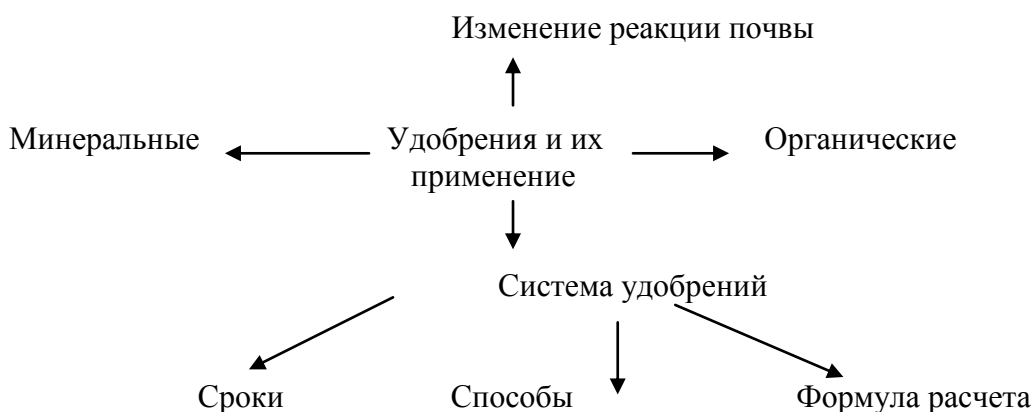 Изменение реакции почвы
Минеральные
Удобрения и их
применение
Органические
Система удобрений
Сроки
Способы
Формула расчета